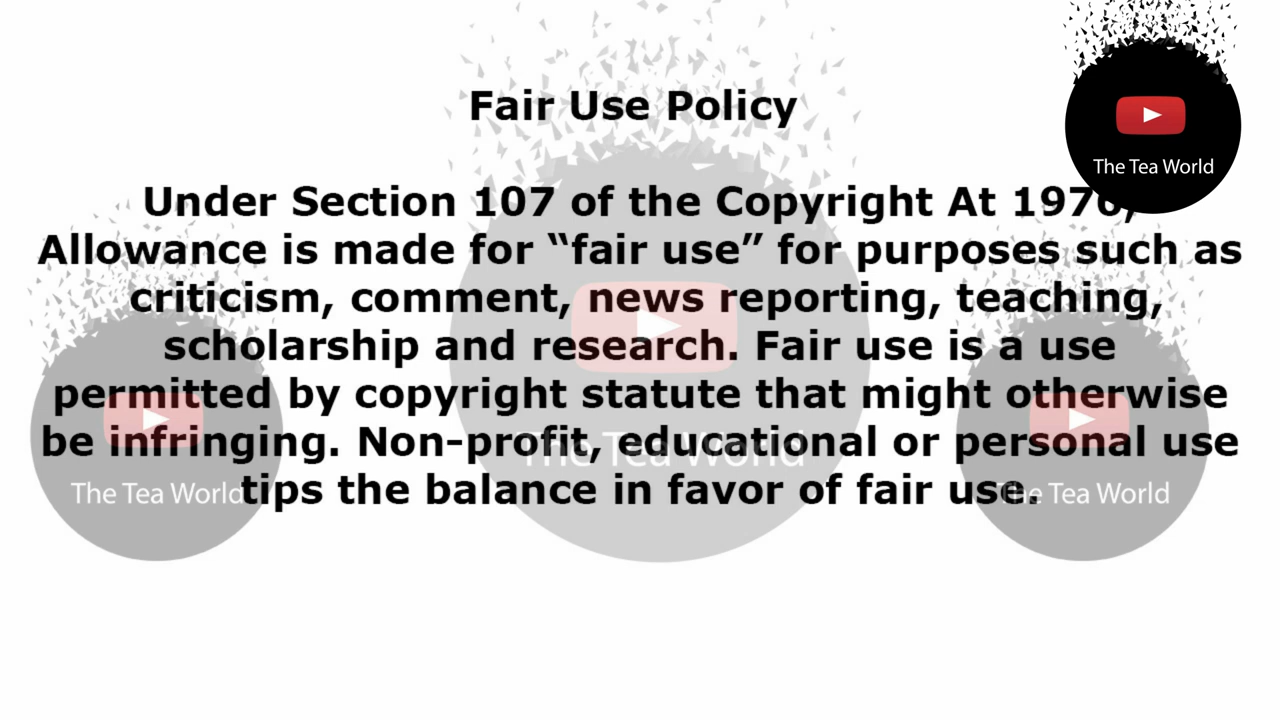 Fair Use Policy
The Tea World
Under Section 107 of the Copyright At 1976,
Allowance is made for “fair use” for purposes such as
criticism, comment, news reporting, teaching,
scholarship and research. Fair use is a use
permitted by copyright statute that might otherwise
be infringing. Non-profit, educational or personal use
The Tea World
tips the balance in favor of fair use.
The Tea World
The Tea World